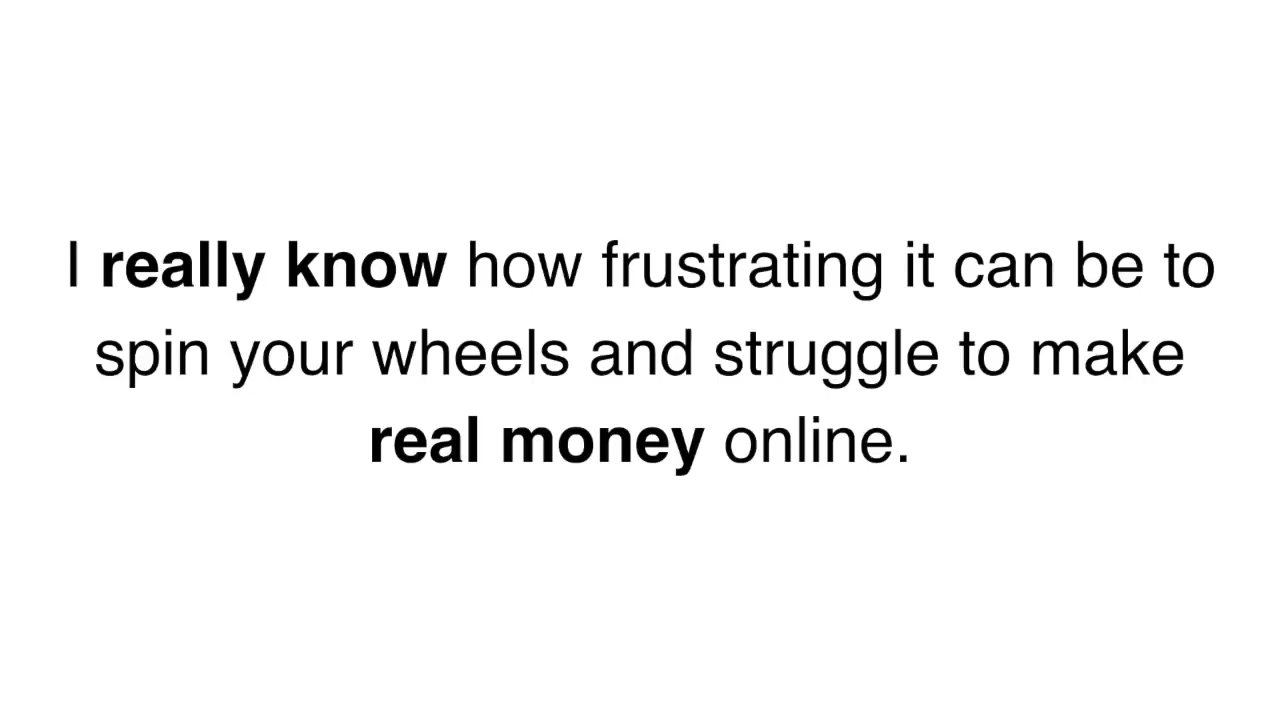 I really know how frustrating it can be to
spin your wheels and struggle to make
real money online.